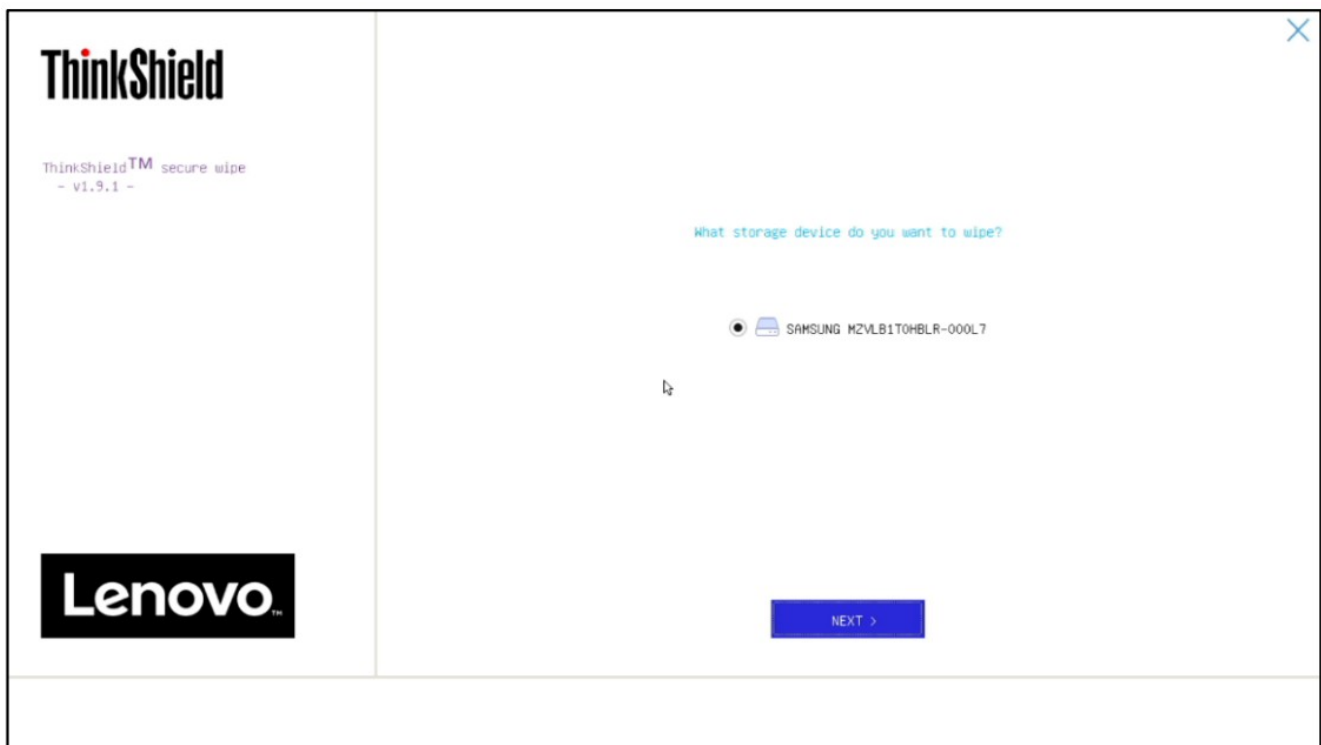 ThinkShield
ThinkShield™ secure wipe
- v1.9.1 -
What storage device do you want to wipe?
SAMSUNG MZVLB1T0HBLR-000L7
Lenovo™
NEXT >